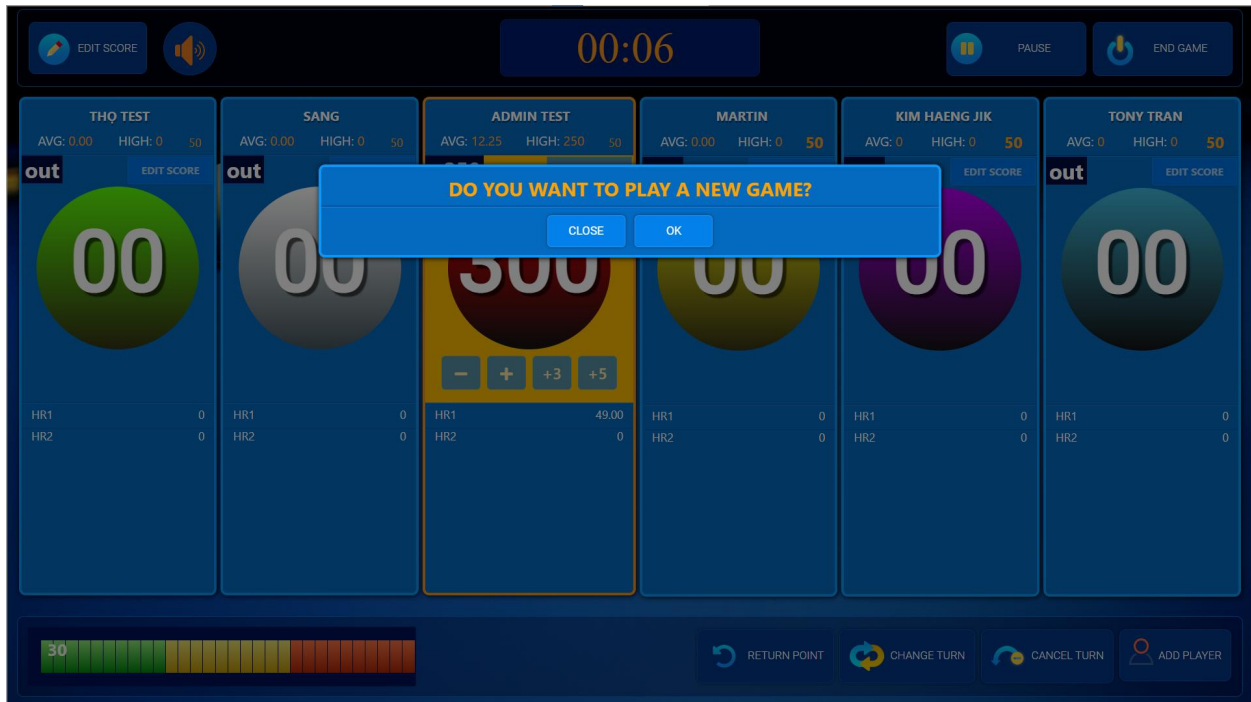 EDIT SCORE
00:06
PAUSE
END GAME
THỌ TEST
AVG: 0.00 HIGH: 0 50
out EDIT SCORE
00
HR1 0
HR2 0
SANG
AVG: 0.00 HIGH: 0 50
out
00
HR1 0
HR2 0
ADMIN TEST
AVG: 12.25 HIGH: 250 50
300
− + +3 +5
HR1 49.00
HR2 0
MARTIN
AVG: 0.00 HIGH: 0 50
00
HR1 0
HR2 0
KIM HAENG JIK
AVG: 0 HIGH: 0 50
EDIT SCORE
00
HR1 0
HR2 0
TONY TRAN
AVG: 0 HIGH: 0 50
out EDIT SCORE
00
HR1 0
HR2 0
DO YOU WANT TO PLAY A NEW GAME?
CLOSE OK
30
RETURN POINT
CHANGE TURN
CANCEL TURN
ADD PLAYER